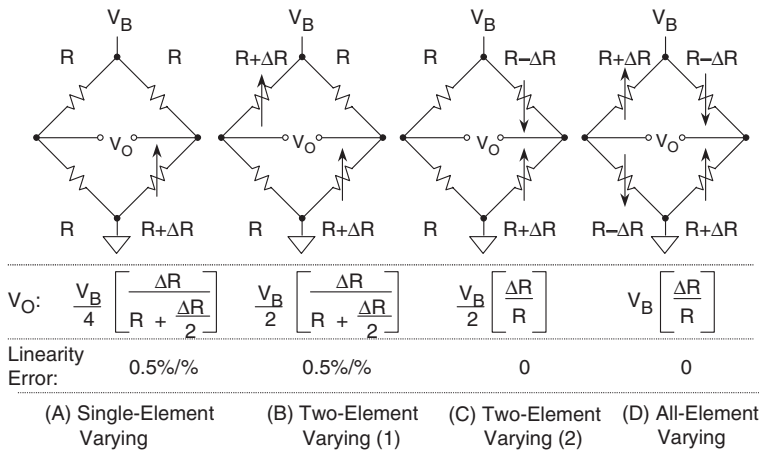 V_B V_B V_B V_B
R R R+ΔR R R R−ΔR R+ΔR R−ΔR
V_O V_O V_O V_O
R R+ΔR R R+ΔR R R+ΔR R−ΔR R+ΔR
V_O: V_B/4 [ΔR / (R + ΔR/2)] V_B/2 [ΔR / (R + ΔR/2)] V_B/2 [ΔR/R] V_B [ΔR/R]
Linearity
Error: 0.5%/% 0.5%/% 0 0
(A) Single-Element (B) Two-Element (C) Two-Element (D) All-Element
Varying Varying (1) Varying (2) Varying